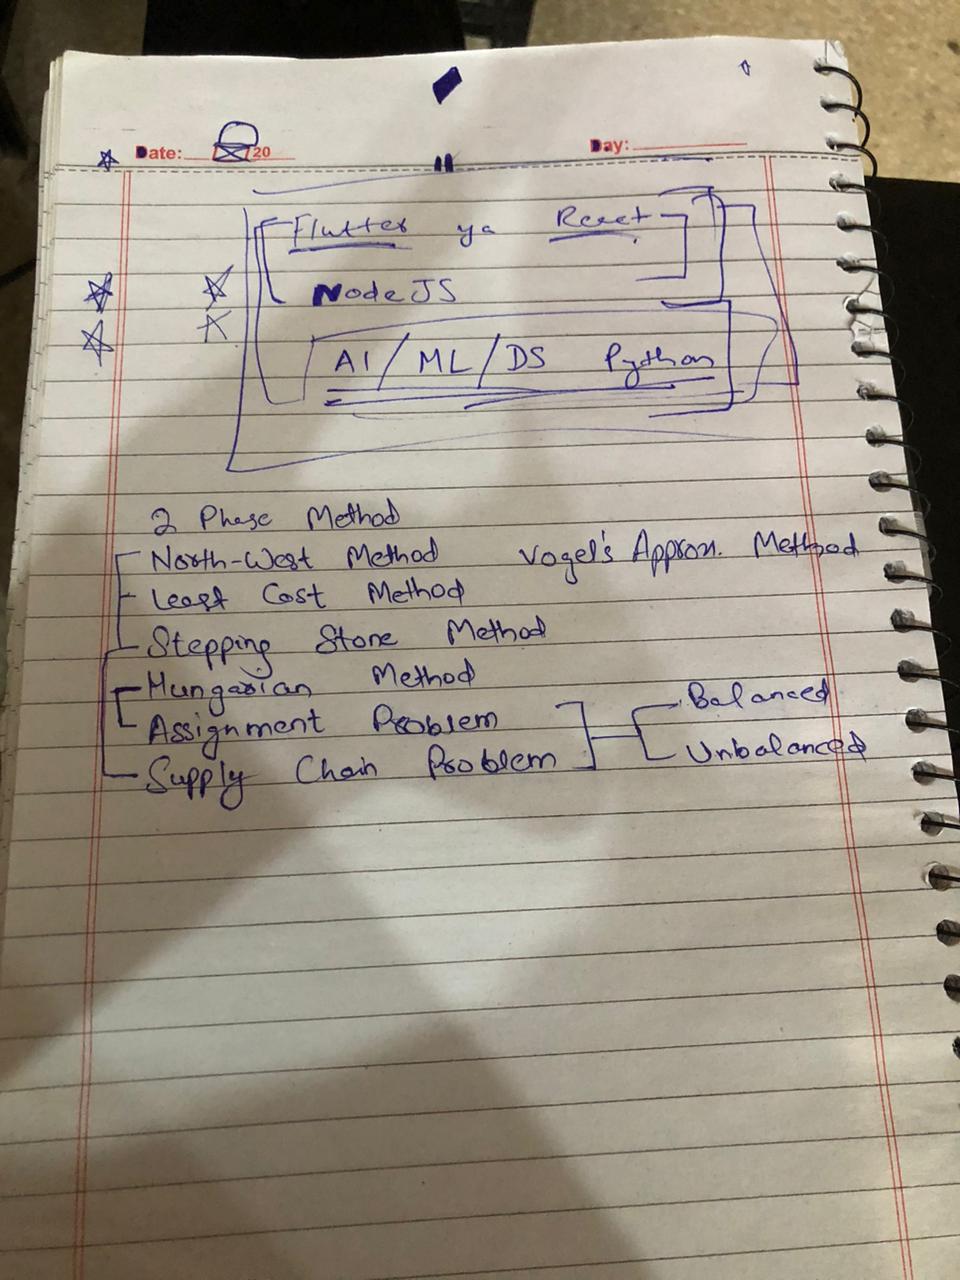 Date: 20
Day:
Flutter ya React
NodeJS
AI/ML/DS Python
2 Phase Method
North-West Method Vogel's Approx. Method
Least Cost Method
Stepping Stone Method
Hungarian Method
Assignment Problem
Supply Chain Problem
Balanced
Unbalanced